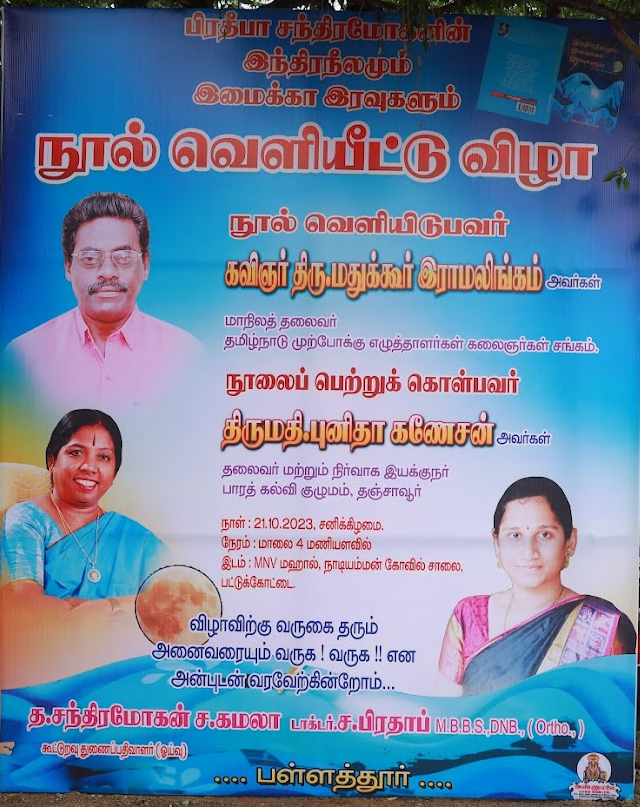 பிரதீபா சந்திரமோகனின்
இந்திரநீலமும்
இமைக்கா இரவுகளும்
நூல் வெளியீட்டு விழா
நூல் வெளியிடுபவர்
கவிஞர் திரு.மதுக்கூர் இராமலிங்கம் அவர்கள்
மாநிலத் தலைவர்
தமிழ்நாடு முற்போக்கு எழுத்தாளர்கள் கலைஞர்கள் சங்கம்.
நூலைப் பெற்றுக் கொள்பவர்
திருமதி.புனிதா கணேசன் அவர்கள்
தலைவர் மற்றும் நிர்வாக இயக்குநர்
பாரத் கல்வி குழுமம், தஞ்சாவூர்
நாள் : 21.10.2023, சனிக்கிழமை.
நேரம் : மாலை 4 மணியளவில்
இடம் : MNV மஹால், நாடியம்மன் கோவில் சாலை,
பட்டுக்கோட்டை.
விழாவிற்கு வருகை தரும்
அனைவரையும் வருக ! வருக !! என
அன்புடன் வரவேற்கின்றோம்...
த.சந்திரமோகன் ச.கமலா டாக்டர்.ச.பிரதாப் M.B.B.S.,DNB., ( Ortho., )
கூட்டுறவு துணைப்பதிவாளர் (ஓய்வு)
.... பள்ளத்தூர் ....